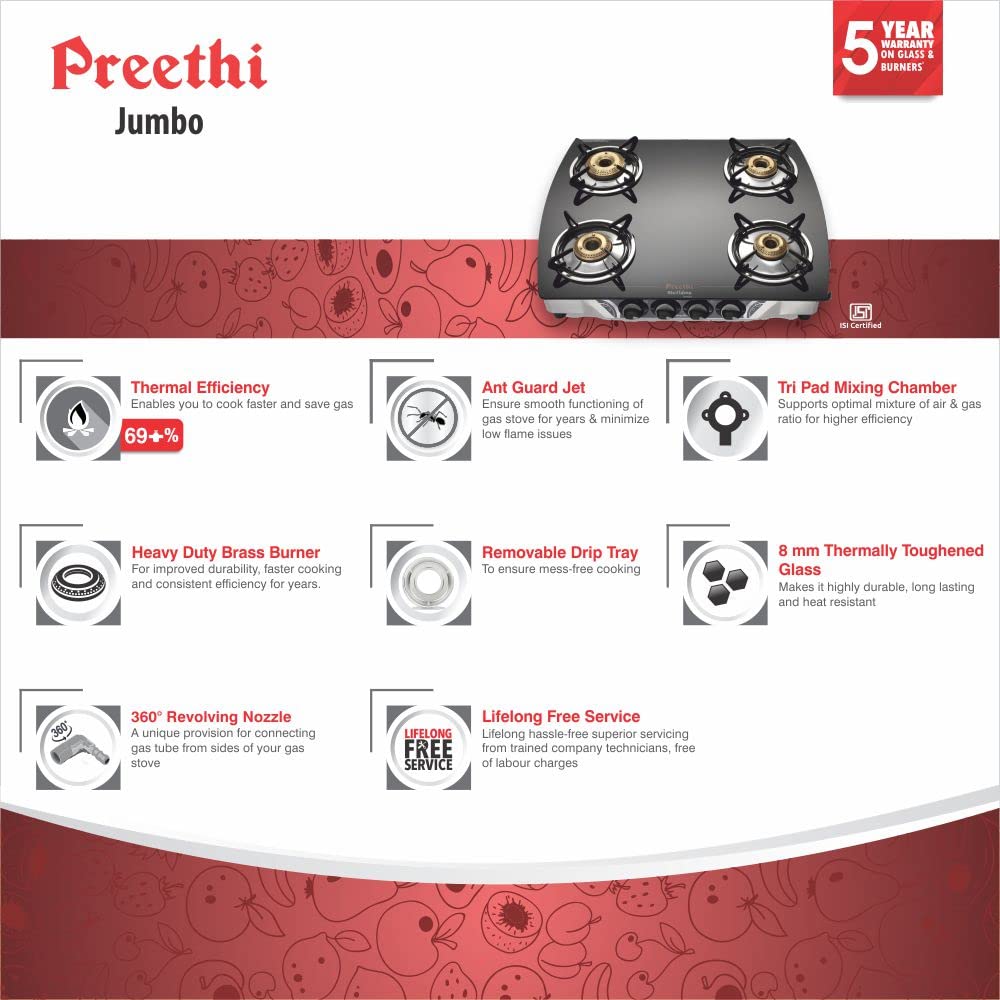 Preethi
Jumbo
5 YEAR
WARRANTY
ON GLASS &
BURNERS*
Preethi
ISI Certified
Thermal Efficiency
Enables you to cook faster and save gas
69+%
Ant Guard Jet
Ensure smooth functioning of
gas stove for years & minimize
low flame issues
Tri Pad Mixing Chamber
Supports optimal mixture of air & gas
ratio for higher efficiency
Heavy Duty Brass Burner
For improved durability, faster cooking
and consistent efficiency for years.
Removable Drip Tray
To ensure mess-free cooking
8 mm Thermally Toughened
Glass
Makes it highly durable, long lasting
and heat resistant
360°
360° Revolving Nozzle
A unique provision for connecting
gas tube from sides of your gas
stove
LIFELONG
FREE
SERVICE
Lifelong Free Service
Lifelong hassle-free superior servicing
from trained company technicians, free
of labour charges